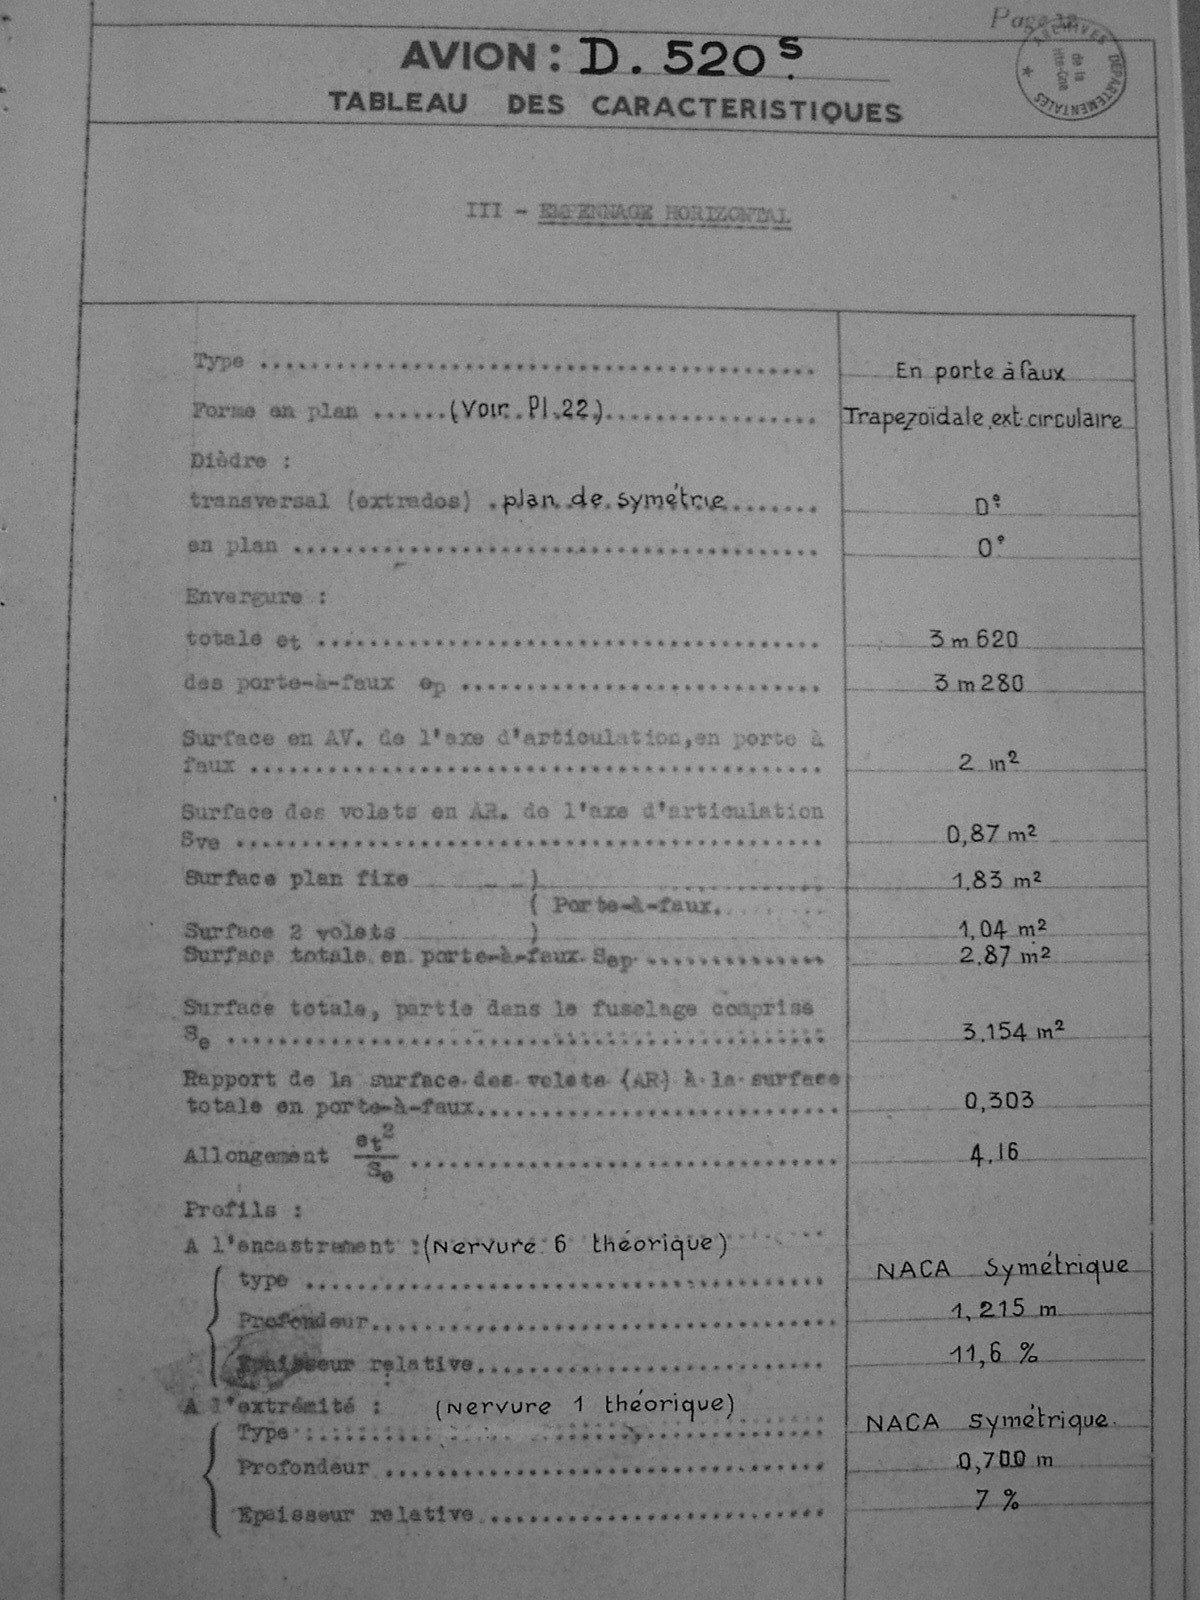 Page 32
ARCHIVES DÉPARTEMENTALES
de la
Hte-Gne
AVION : D. 520 S
TABLEAU DES CARACTERISTIQUES
III - EMPENNAGE HORIZONTAL
Type .......... En porte à faux
Forme en plan ......(Voir Pl. 22).......... Trapezoïdale ext. circulaire
Dièdre :
transversal (extrados) . plan de symétrie .......... 0°
en plan .......... 0°
Envergure :
totale et .......... 3 m 620
des porte-à-faux ep .......... 3 m 280
Surface en AV. de l'axe d'articulation,en porte à
faux .......... 2 m²
Surface des volets en AR. de l'axe d'articulation
Sve .......... 0,87 m²
Surface plan fixe ) .......... 1.83 m²
( Porte-à-faux.
Surface 2 volets ) 1,04 m²
Surface totale en porte-à-faux Sep .......... 2.87 m²
Surface totale, partie dans le fuselage comprise
Se .......... 3.154 m²
Rapport de la surface des volets (AR) à la surface
totale en porte-à-faux.......... 0,303
Allongement et²/Se .......... 4,16
Profils :
A l'encastrement :(Nervure 6 théorique)
type .......... NACA Symétrique
Profondeur.......... 1,215 m
Epaisseur relative.......... 11,6 %
A l'extrémité : (Nervure 1 théorique)
Type .......... NACA Symétrique.
Profondeur .......... 0,700 m
Epaisseur relative.......... 7 %